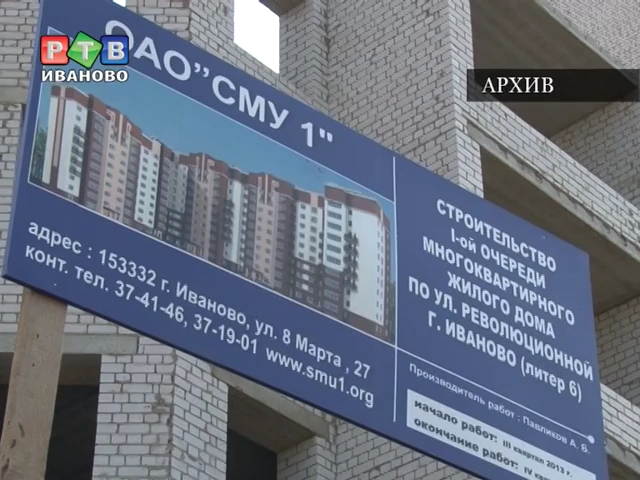 РТВ
ИВАНОВО
АРХИВ
ОАО "СМУ 1"
адрес : 153332 г. Иваново, ул. 8 Марта , 27
конт. тел. 37-41-46, 37-19-01 www.smu1.org
СТРОИТЕЛЬСТВО
I-ой ОЧЕРЕДИ
МНОГОКВАРТИРНОГО
ЖИЛОГО ДОМА
ПО УЛ. РЕВОЛЮЦИОННОЙ
Г. ИВАНОВО (литер 6)
Производитель работ : Павликов А. В.
начало работ: III квартал 2013 г.
окончание работ: IV